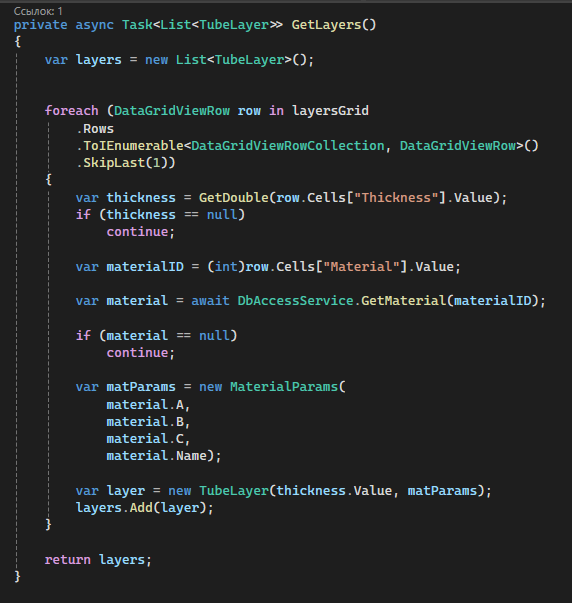 Ссылок: 1
private async Task<List<TubeLayer>> GetLayers()
{
    var layers = new List<TubeLayer>();
    foreach (DataGridViewRow row in layersGrid
        .Rows
        .ToIEnumerable<DataGridViewRowCollection, DataGridViewRow>()
        .SkipLast(1))
    {
        var thickness = GetDouble(row.Cells["Thickness"].Value);
        if (thickness == null)
            continue;
        var materialID = (int)row.Cells["Material"].Value;
        var material = await DbAccessService.GetMaterial(materialID);
        if (material == null)
            continue;
        var matParams = new MaterialParams(
            material.A,
            material.B,
            material.C,
            material.Name);
        var layer = new TubeLayer(thickness.Value, matParams);
        layers.Add(layer);
    }
    return layers;
}